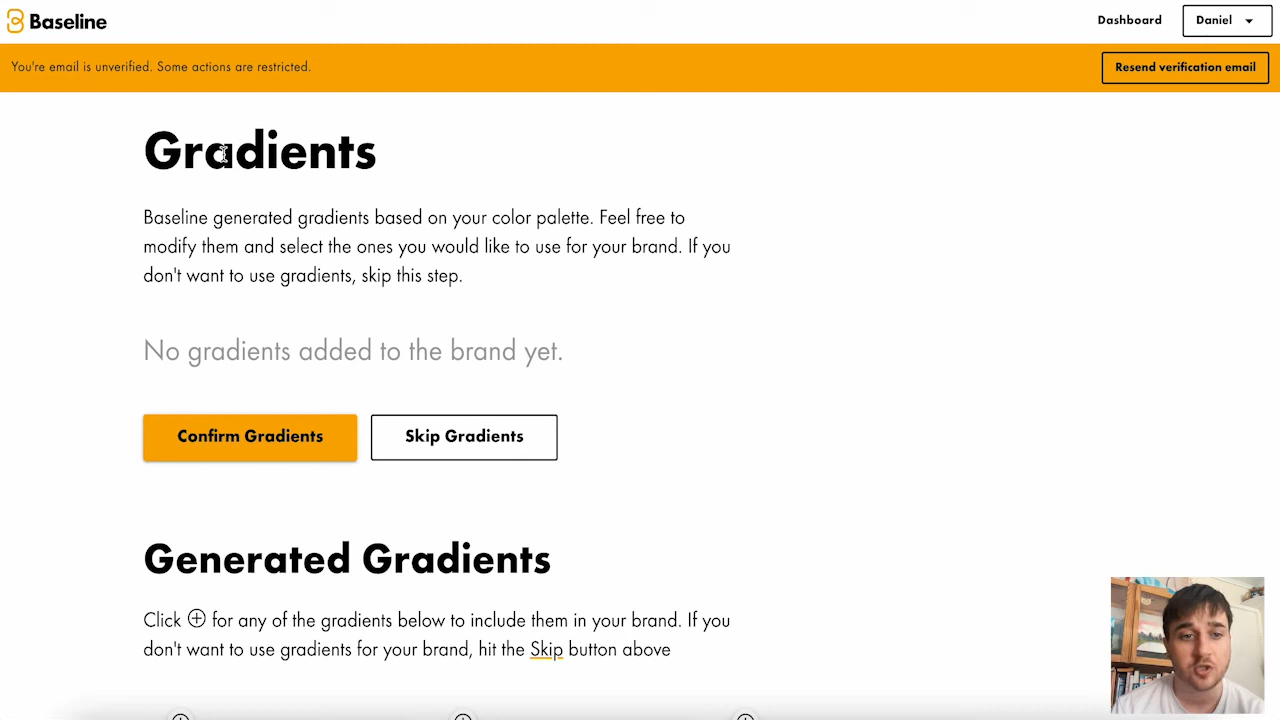 Baseline
Dashboard
Daniel
You're email is unverified. Some actions are restricted.
Resend verification email
Gradients
Baseline generated gradients based on your color palette. Feel free to
modify them and select the ones you would like to use for your brand. If you
don't want to use gradients, skip this step.
No gradients added to the brand yet.
Confirm Gradients
Skip Gradients
Generated Gradients
Click ⊕ for any of the gradients below to include them in your brand. If you
don't want to use gradients for your brand, hit the Skip button above